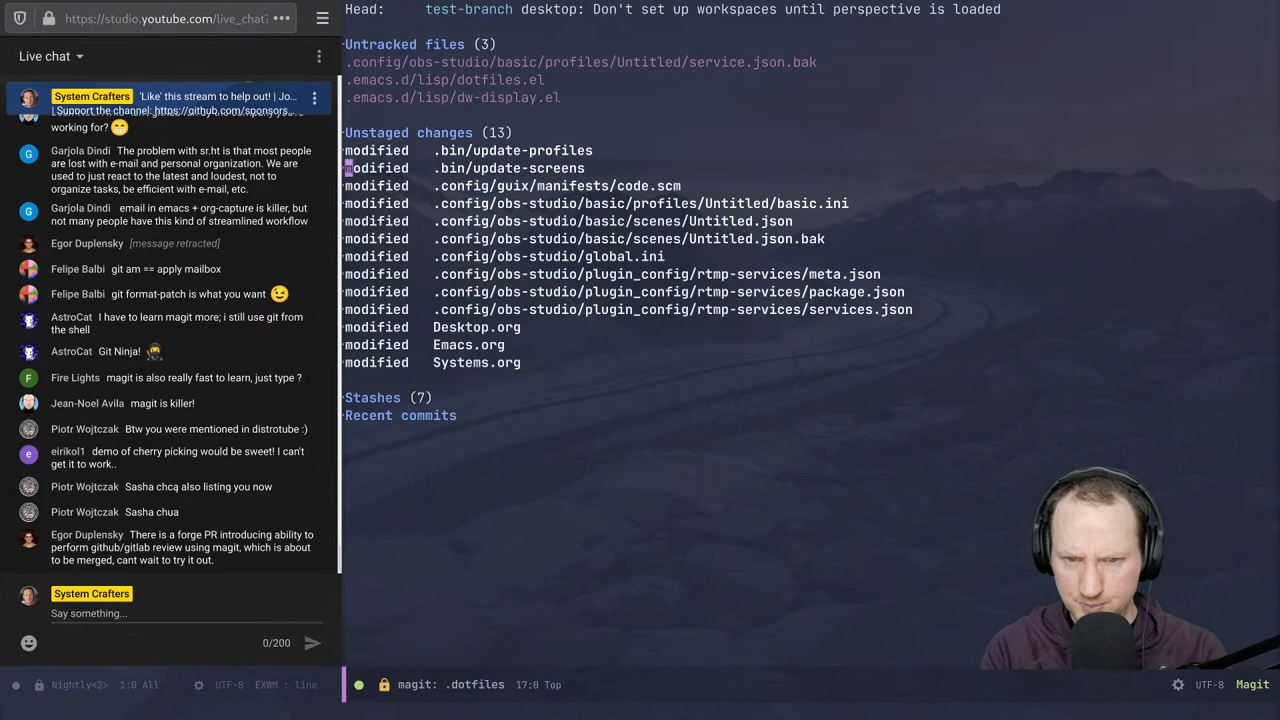 https://studio.youtube.com/live_chat?
Live chat
System Crafters 'Like' this stream to help out! | Jo...
| Support the channel: https://github.com/sponsors...
working for? 😁
Garjola Dindi The problem with sr.ht is that most people
are lost with e-mail and personal organization. We are
used to just react to the latest and loudest, not to
organize tasks, be efficient with e-mail, etc.
Garjola Dindi email in emacs + org-capture is killer, but
not many people have this kind of streamlined workflow
Egor Duplensky [message retracted]
Felipe Balbi git am == apply mailbox
Felipe Balbi git format-patch is what you want 😉
AstroCat I have to learn magit more; i still use git from
the shell
AstroCat Git Ninja! 🥷
Fire Lights magit is also really fast to learn, just type ?
Jean-Noel Avila magit is killer!
Piotr Wojtczak Btw you were mentioned in distrotube :)
eirikol1 demo of cherry picking would be sweet! I can't
get it to work..
Piotr Wojtczak Sasha chcą also listing you now
Piotr Wojtczak Sasha chua
Egor Duplensky There is a forge PR introducing ability to
perform github/gitlab review using magit, which is about
to be merged, cant wait to try it out.
System Crafters
Say something...
0/200
Nightly<2> 1:0 All UTF-8 EXWM : line
Head: test-branch desktop: Don't set up workspaces until perspective is loaded
Untracked files (3)
.config/obs-studio/basic/profiles/Untitled/service.json.bak
.emacs.d/lisp/dotfiles.el
.emacs.d/lisp/dw-display.el
Unstaged changes (13)
modified .bin/update-profiles
modified .bin/update-screens
modified .config/guix/manifests/code.scm
modified .config/obs-studio/basic/profiles/Untitled/basic.ini
modified .config/obs-studio/basic/scenes/Untitled.json
modified .config/obs-studio/basic/scenes/Untitled.json.bak
modified .config/obs-studio/global.ini
modified .config/obs-studio/plugin_config/rtmp-services/meta.json
modified .config/obs-studio/plugin_config/rtmp-services/package.json
modified .config/obs-studio/plugin_config/rtmp-services/services.json
modified Desktop.org
modified Emacs.org
modified Systems.org
Stashes (7)
Recent commits
magit: .dotfiles 17:0 Top UTF-8 Magit